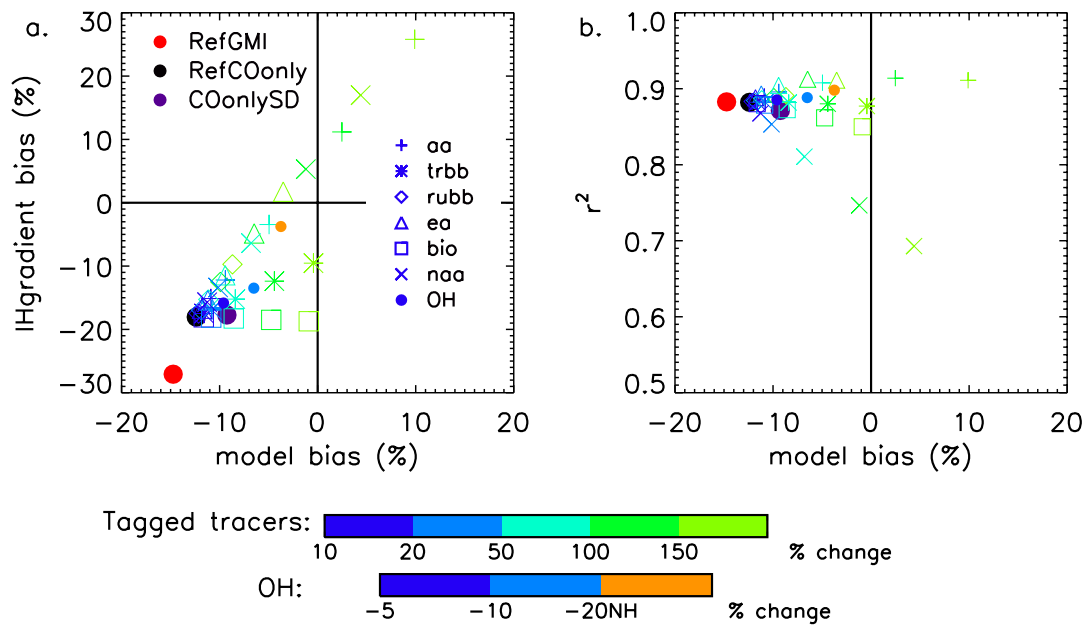 a.
30
20
10
0
−10
−20
−30
IHgradient bias (%)
RefGMI
RefCOonly
COonlySD
aa
trbb
rubb
ea
bio
naa
OH
−20 −10 0 10 20
model bias (%)
b.
1.0
0.9
0.8
0.7
0.6
0.5
r²
−20 −10 0 10 20
model bias (%)
Tagged tracers:
10 20 50 100 150 % change
OH:
-5 -10 -20NH % change